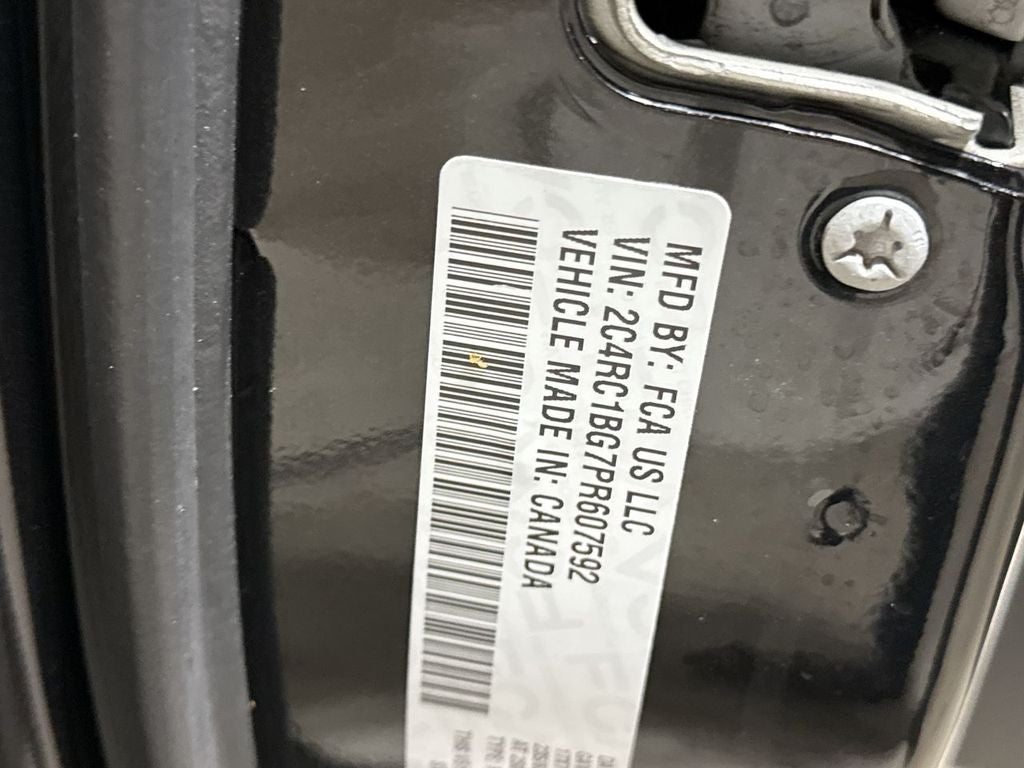 MFD BY: FCA US LLC
VIN: 2C4RC1BG7PR607592
VEHICLE MADE IN: CANADA